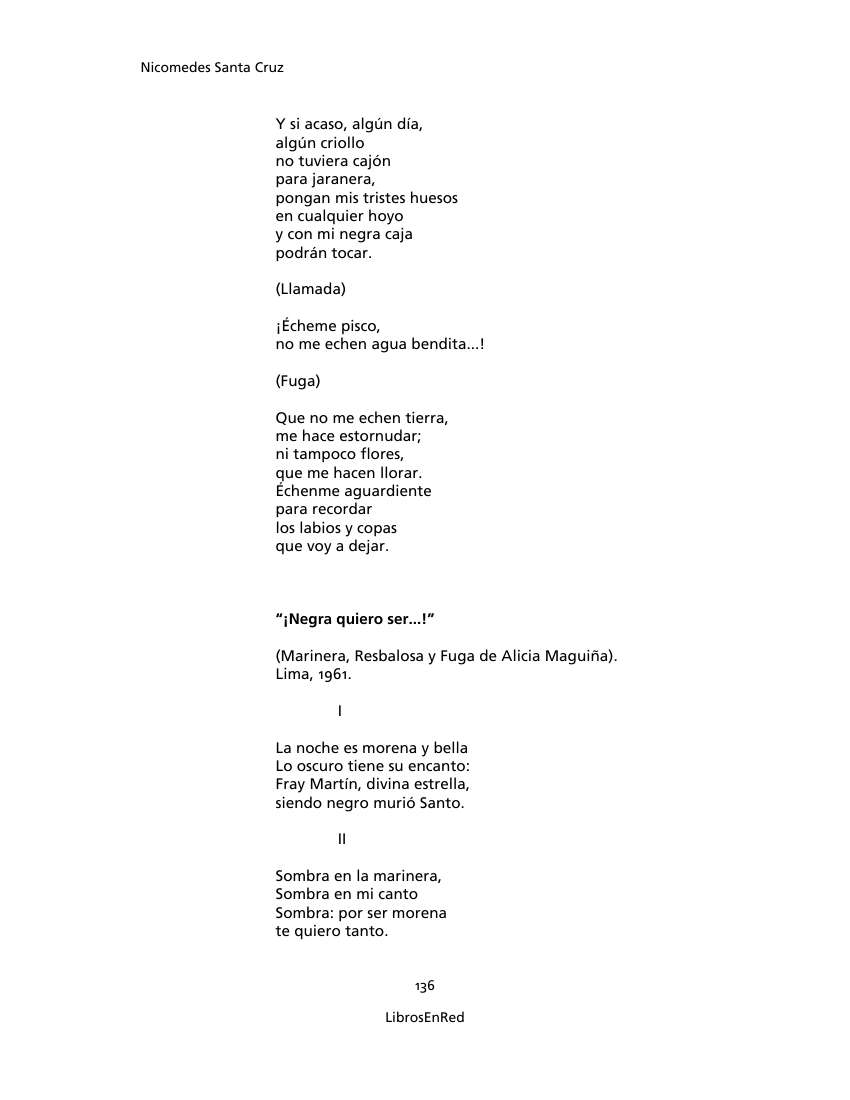 Nicomedes Santa Cruz
Y si acaso, algún día,
algún criollo
no tuviera cajón
para jaranera,
pongan mis tristes huesos
en cualquier hoyo
y con mi negra caja
podrán tocar.
(Llamada)
¡Écheme pisco,
no me echen agua bendita...!
(Fuga)
Que no me echen tierra,
me hace estornudar;
ni tampoco flores,
que me hacen llorar.
Échenme aguardiente
para recordar
los labios y copas
que voy a dejar.
“¡Negra quiero ser...!”
(Marinera, Resbalosa y Fuga de Alicia Maguiña).
Lima, 1961.
I
La noche es morena y bella
Lo oscuro tiene su encanto:
Fray Martín, divina estrella,
siendo negro murió Santo.
II
Sombra en la marinera,
Sombra en mi canto
Sombra: por ser morena
te quiero tanto.
136
LibrosEnRed